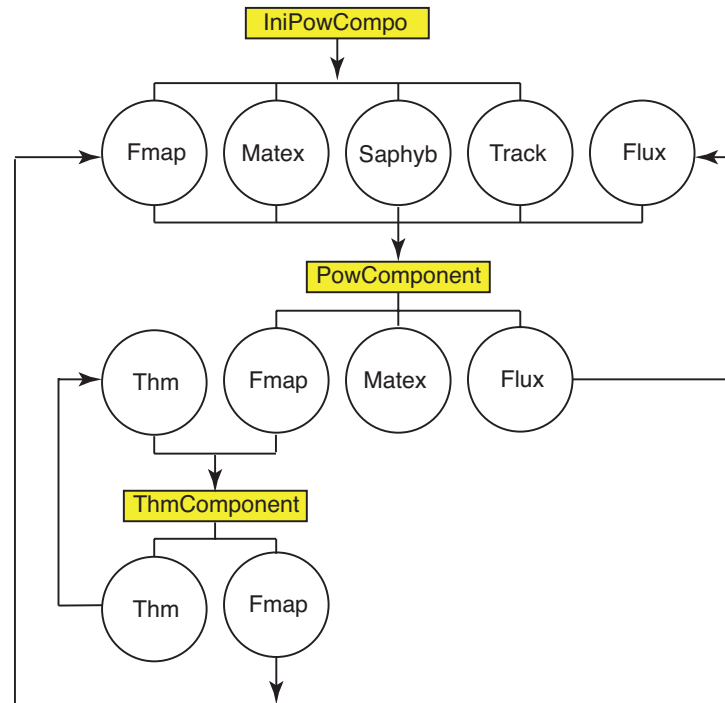 IniPowCompo
Fmap
Matex
Saphyb
Track
Flux
PowComponent
Thm
Fmap
Matex
Flux
ThmComponent
Thm
Fmap